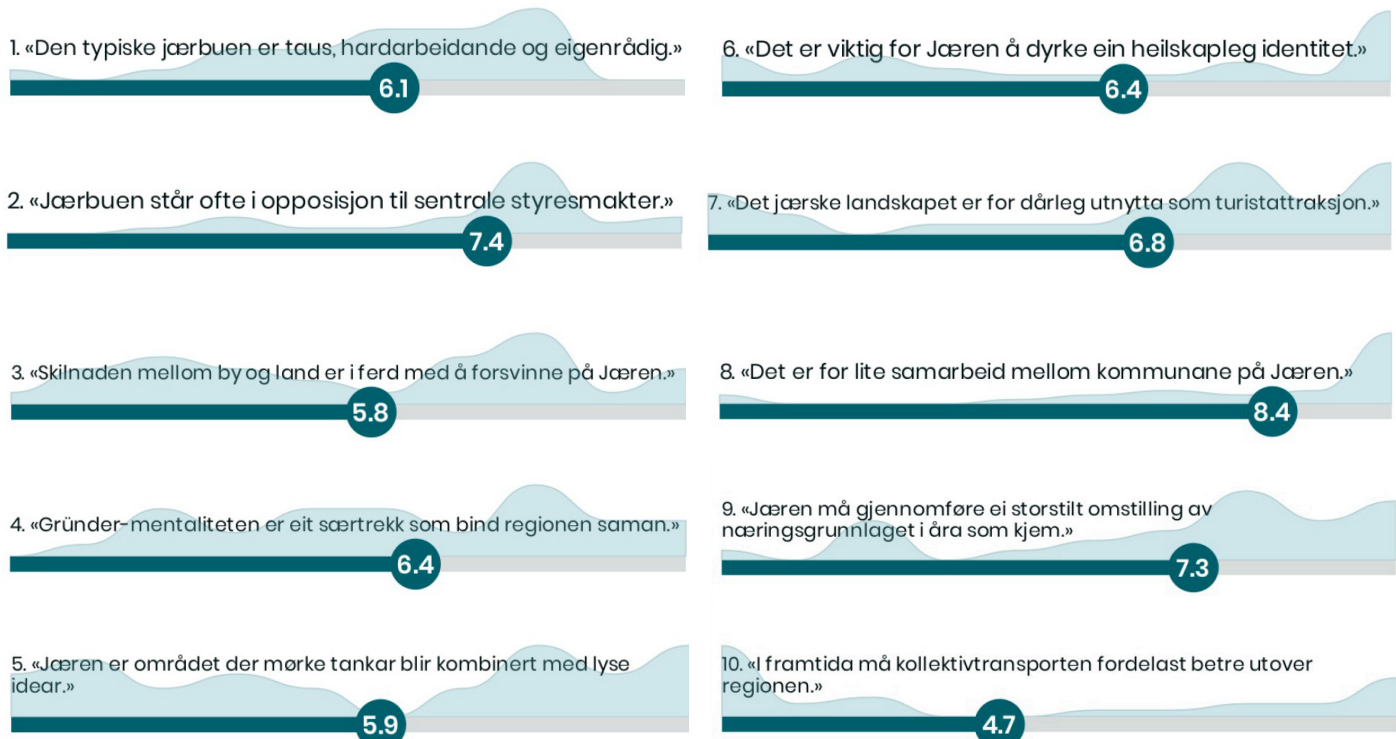 1. «Den typiske jærbuen er taus, hardarbeidande og eigenrådig.»
6.1
2. «Jærbuen står ofte i opposisjon til sentrale styresmakter.»
7.4
3. «Skilnaden mellom by og land er i ferd med å forsvinne på Jæren.»
5.8
4. «Gründer-mentaliteten er eit særtrekk som bind regionen saman.»
6.4
5. «Jæren er området der mørke tankar blir kombinert med lyse
idear.»
5.9
6. «Det er viktig for Jæren å dyrke ein heilskapleg identitet.»
6.4
7. «Det jærske landskapet er for dårleg utnytta som turistattraksjon.»
6.8
8. «Det er for lite samarbeid mellom kommunane på Jæren.»
8.4
9. «Jæren må gjennomføre ei storstilt omstilling av
næringsgrunnlaget i åra som kjem.»
7.3
10. «I framtida må kollektivtransporten fordelast betre utover
regionen.»
4.7